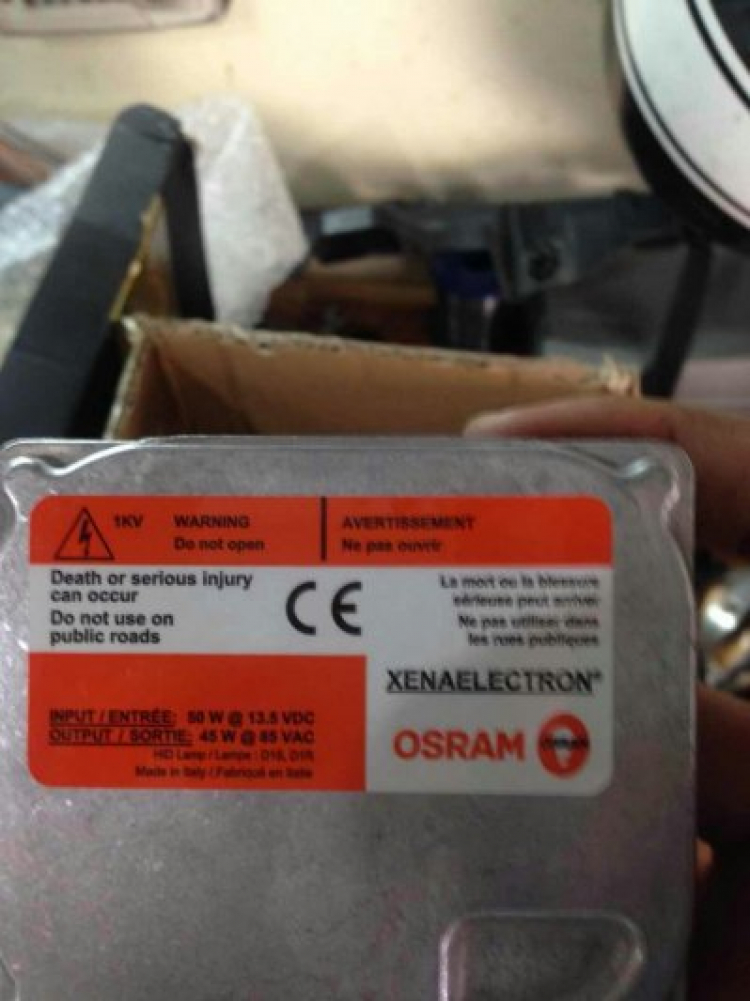 1KV
WARNING
Do not open
AVERTISSEMENT
Ne pas ouvrir
Death or serious injury
can occur
Do not use on
public roads
CE
La mort ou la blessure
sérieuse peut arriver
Ne pas utiliser dans
les rues publiques
XENAELECTRON®
OSRAM
OSRAM
INPUT / ENTRÉE: 50 W @ 13.5 VDC
OUTPUT / SORTIE: 45 W @ 85 VAC
HID Lamp / Lampe : D1S, D1R
Made in Italy / Fabriqué en Italie